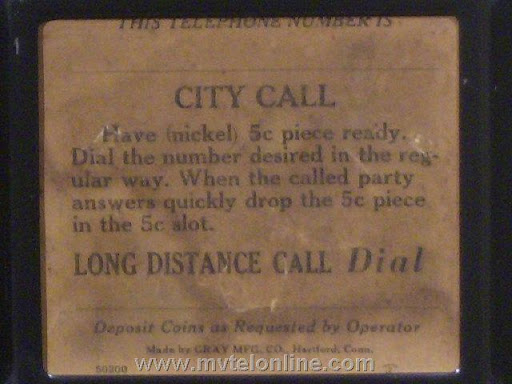 THIS TELEPHONE NUMBER IS
CITY CALL
Have (nickel) 5c piece ready.
Dial the number desired in the reg-
ular way. When the called party
answers quickly drop the 5c piece
in the 5c slot.
LONG DISTANCE CALL Dial
Deposit Coins as Requested by Operator
Made by GRAY MFG. CO. Hartford, Conn.
50200
www.mvtelonline.com